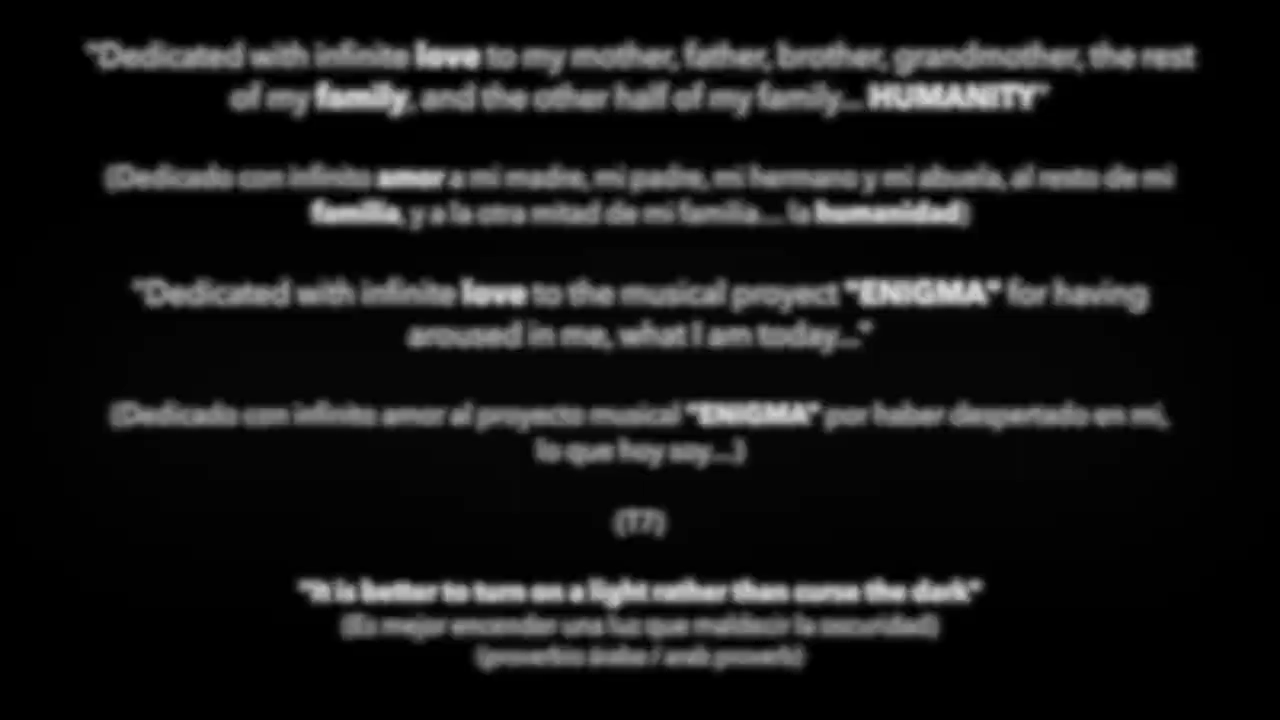 "Dedicated with infinite love to my mother, father, brother, grandmother, the rest
of my family, and the other half of my family... HUMANITY"
(Dedicado con infinito amor a mi madre, mi padre, mi hermano y mi abuela, al resto de mi
familia, y a la otra mitad de mi familia.... la humanidad)
"Dedicated with infinite love to the musical proyect "ENIGMA" for having
aroused in me, what I am today..."
(Dedicado con infinito amor al proyecto musical "ENIGMA" por haber despertado en mi,
lo que hoy soy....)
(T7)
"It is better to turn on a light rather than curse the dark"
(Es mejor encender una luz que maldecir la oscuridad)
(proverbio árabe / arab proverb)